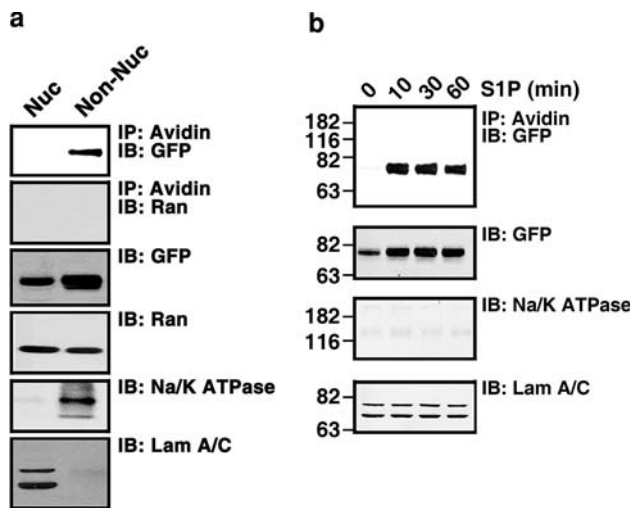 a
Nuc
Non-Nuc
IP: Avidin
IB: GFP
IP: Avidin
IB: Ran
IB: GFP
IB: Ran
IB: Na/K ATPase
IB: Lam A/C
b
0 10 30 60 S1P (min)
IP: Avidin
IB: GFP
182
116
82
63
IB: GFP
82
63
IB: Na/K ATPase
182
116
IB: Lam A/C
82
63